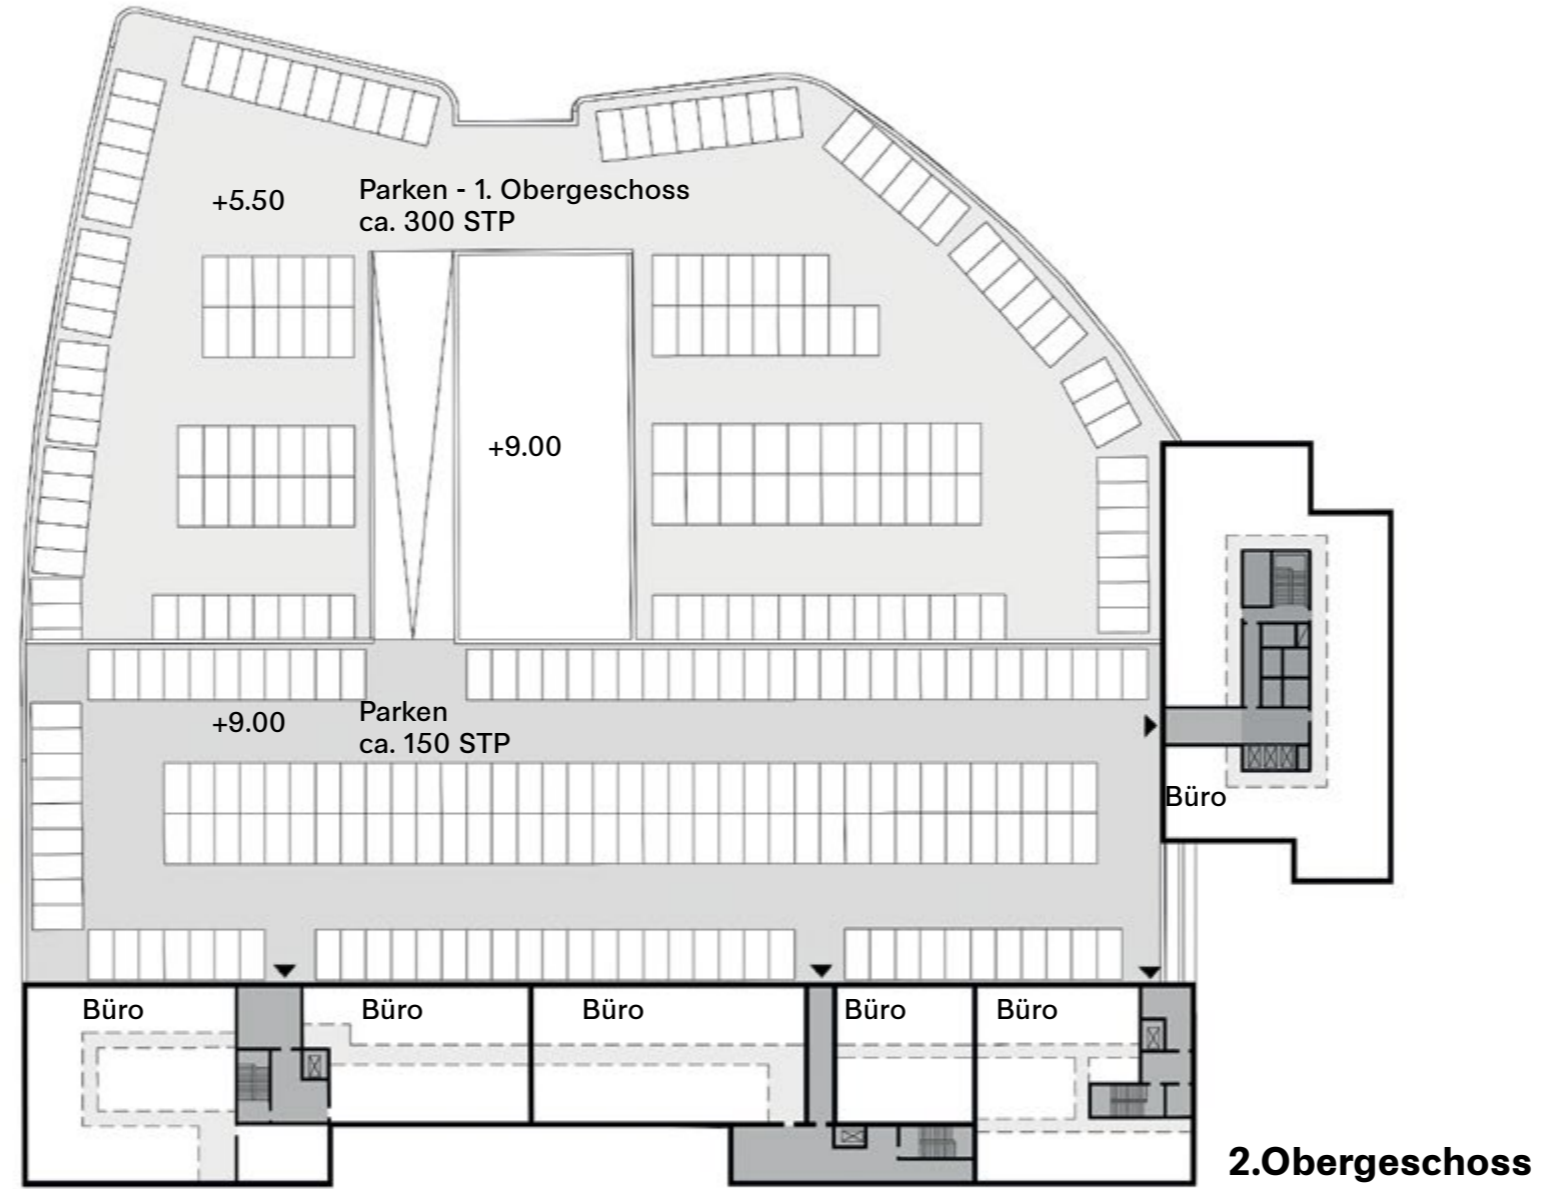 +5.50
Parken - 1. Obergeschoss
ca. 300 STP
+9.00
+9.00
Parken
ca. 150 STP
Büro
Büro
Büro
Büro
Büro
Büro
2.Obergeschoss